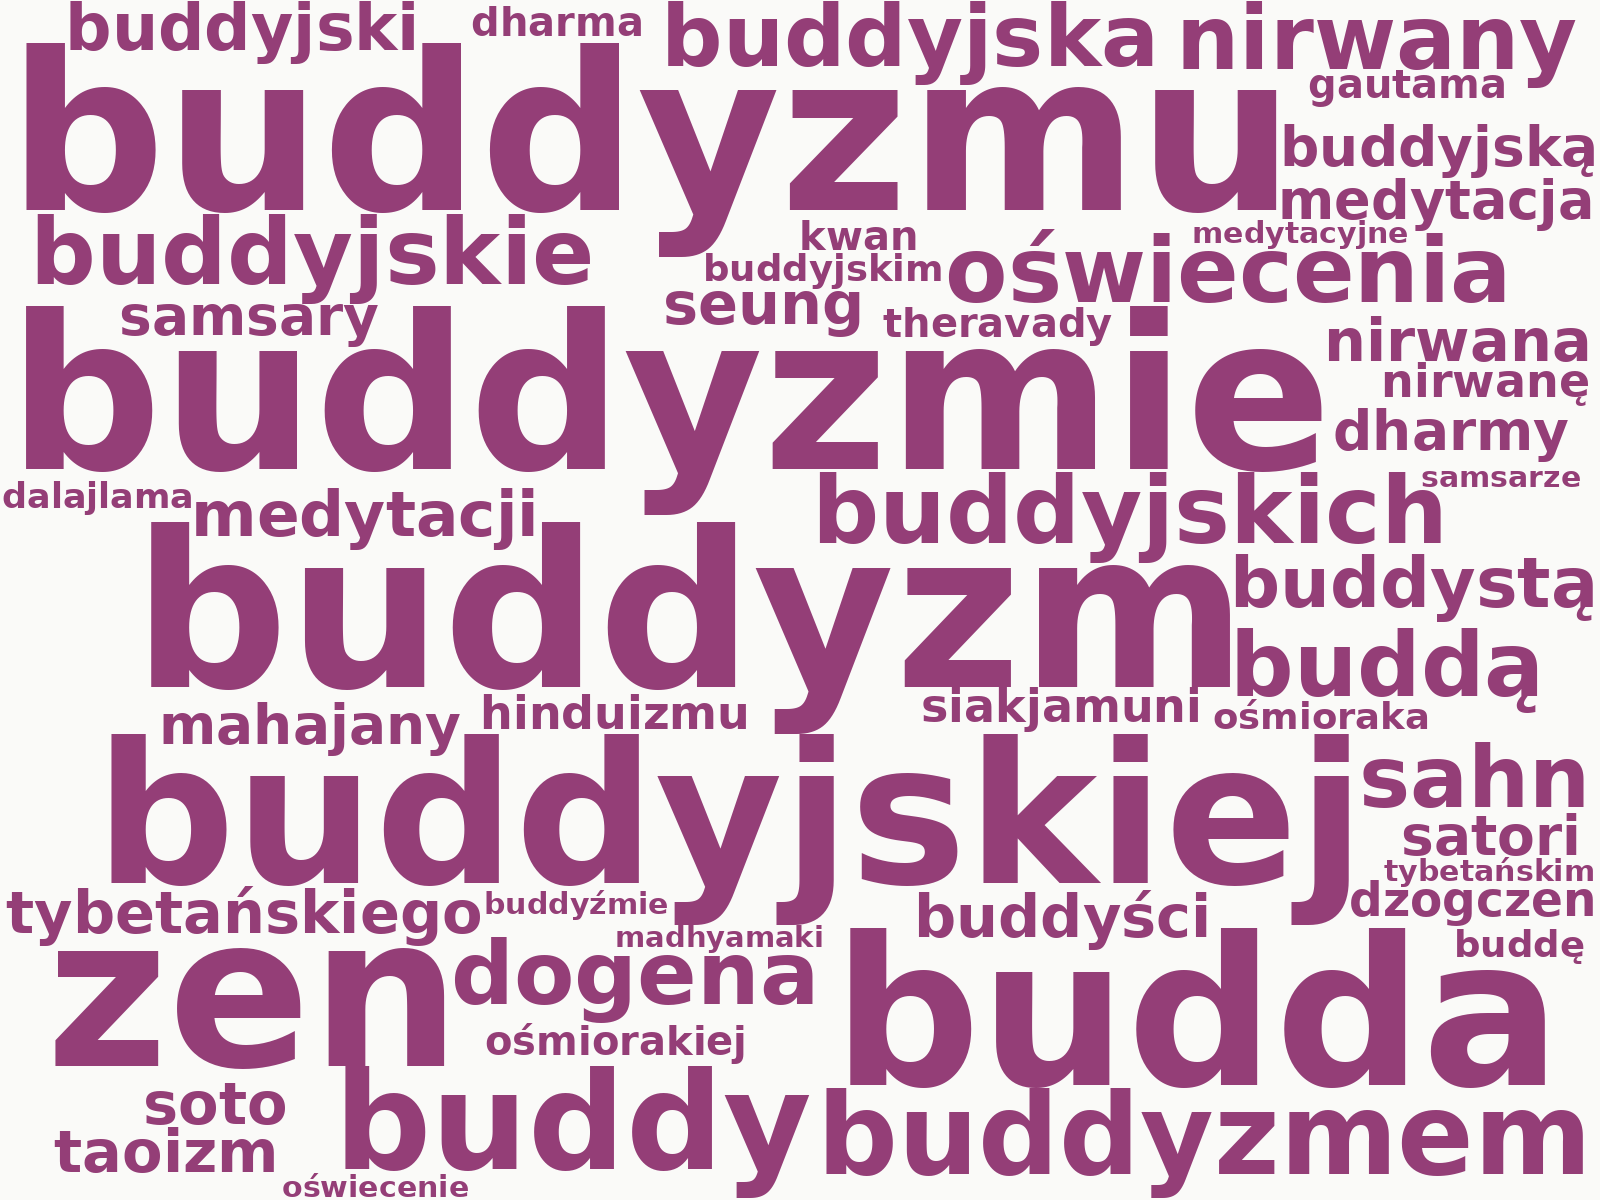 buddyjski
dharma
buddyjska
nirwany
gautama
buddyzmu
buddyjską
medytacja
buddyjskie
kwan
medytacyjne
buddyjskim
oświecenia
samsary
seung
theravady
buddyzmie
nirwana
nirwanę
dharmy
dalajlama
medytacji
buddyjskich
samsarze
buddyzm
buddystą
buddą
mahajany
hinduizmu
siakjamuni
ośmioraka
buddyjskiej
sahn
satori
tybetańskim
dzogczen
tybetańskiego
buddyźmie
madhyamaki
buddyści
buddę
zen
dogena
budda
ośmiorakiej
soto
buddy
buddyzmem
taoizm
oświecenie